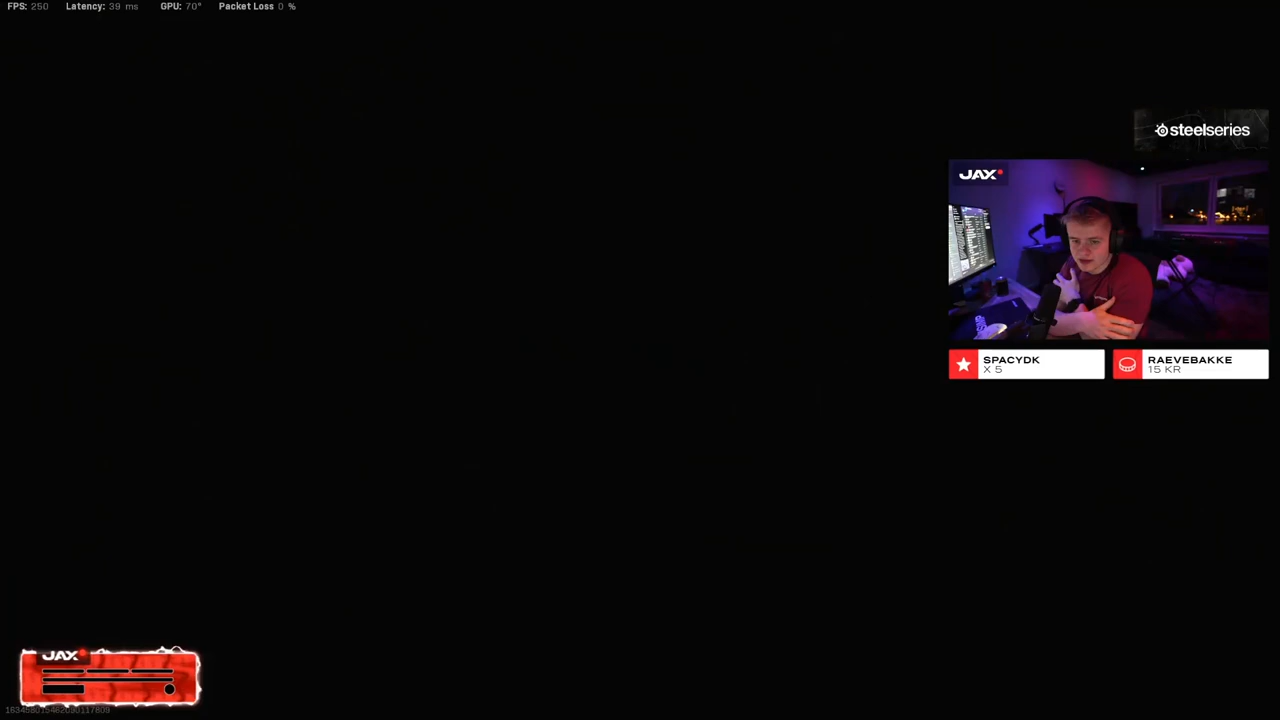 FPS: 250 Latency: 39 ms GPU: 70° Packet Loss 0 %
steelseries
JAX
SPACYDK
X 5
RAEVEBAKKE
15 KR
JAX